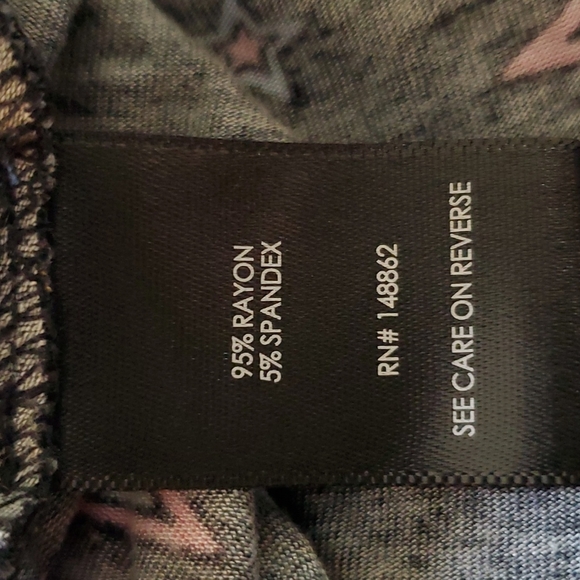 95% RAYON
5% SPANDEX
RN# 148862
SEE CARE ON REVERSE